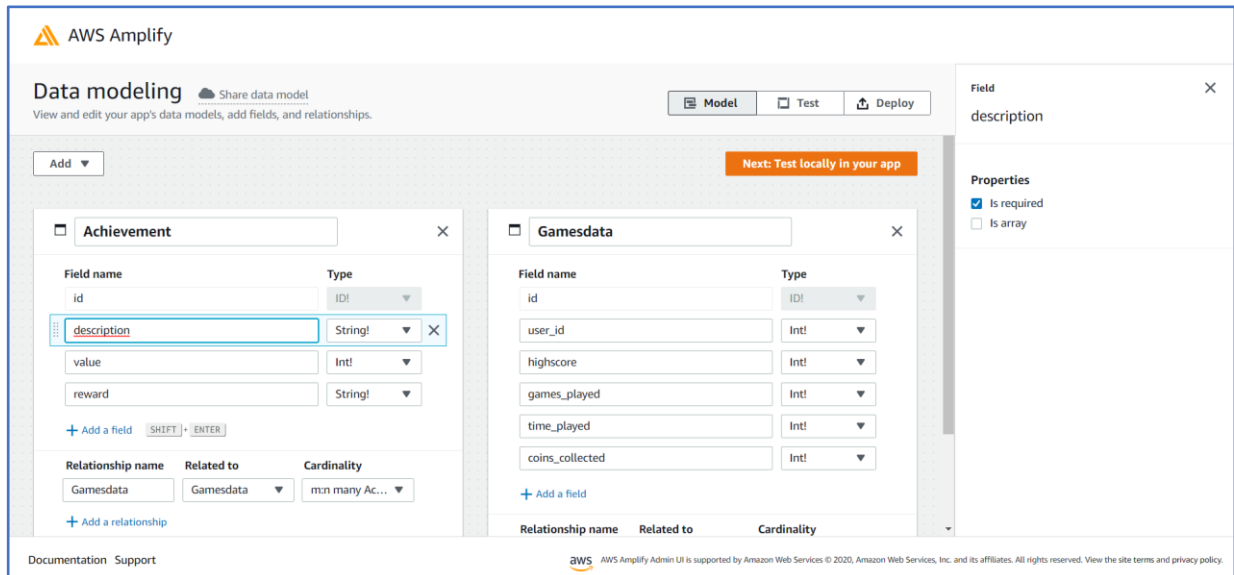 AWS Amplify
Data modeling Share data model
View and edit your app's data models, add fields, and relationships.
Model Test Deploy
Add
Next: Test locally in your app
Achievement
Field name Type
id ID!
description String!
value Int!
reward String!
+ Add a field SHIFT + ENTER
Relationship name Related to Cardinality
Gamesdata Gamesdata m:n many Ac...
+ Add a relationship
Gamesdata
Field name Type
id ID!
user_id Int!
highscore Int!
games_played Int!
time_played Int!
coins_collected Int!
+ Add a field
Relationship name Related to Cardinality
Field
description
Properties
Is required
Is array
Documentation Support
aws AWS Amplify Admin UI is supported by Amazon Web Services © 2020, Amazon Web Services, Inc. and its affiliates. All rights reserved. View the site terms and privacy policy.